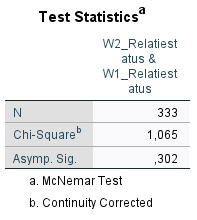 Test Statisticsa
W2_Relatiest
atus &
W1_Relatiest
atus
N 333
Chi-Squareb 1,065
Asymp. Sig. ,302
a. McNemar Test
b. Continuity Corrected